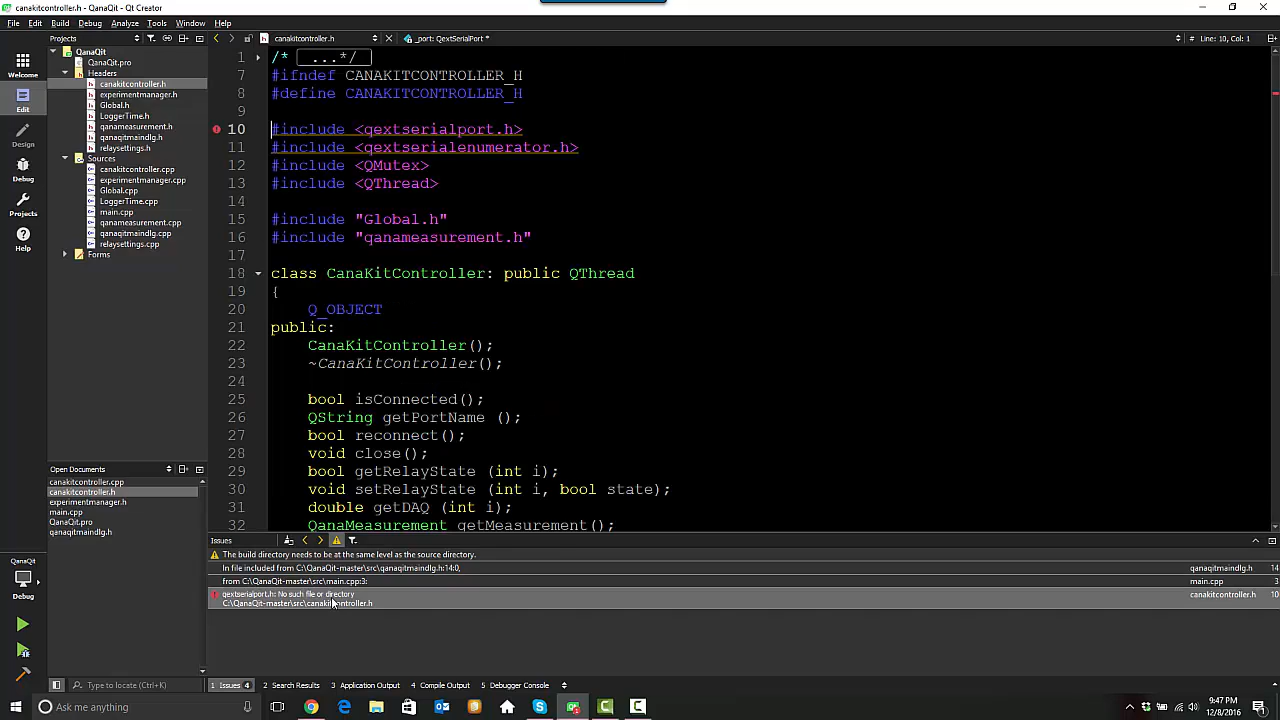 canakitcontroller.h - QanaQit - Qt Creator
File Edit Build Debug Analyze Tools Window Help
Projects
canakitcontroller.h
_port: QextSerialPort *
# Line: 10, Col: 1
Welcome
Edit
Design
Debug
Projects
Help
QanaQit
QanaQit.pro
Headers
canakitcontroller.h
experimentmanager.h
Global.h
LoggerTime.h
qanameasurement.h
qanaqitmaindlg.h
relaysettings.h
Sources
canakitcontroller.cpp
experimentmanager.cpp
Global.cpp
LoggerTime.cpp
main.cpp
qanameasurement.cpp
qanaqitmaindlg.cpp
relaysettings.cpp
Forms
1 /* ...*/
7 #ifndef CANAKITCONTROLLER_H
8 #define CANAKITCONTROLLER_H
9
10 #include <qextserialport.h>
11 #include <qextserialenumerator.h>
12 #include <QMutex>
13 #include <QThread>
14
15 #include "Global.h"
16 #include "qanameasurement.h"
17
18 class CanaKitController: public QThread
19 {
20 Q_OBJECT
21 public:
22 CanaKitController();
23 ~CanaKitController();
24
25 bool isConnected();
26 QString getPortName ();
27 bool reconnect();
28 void close();
29 bool getRelayState (int i);
30 void setRelayState (int i, bool state);
31 double getDAQ (int i);
32 QanaMeasurement getMeasurement();
Open Documents
canakitcontroller.cpp
canakitcontroller.h
experimentmanager.h
main.cpp
QanaQit.pro
qanaqitmaindlg.h
QanaQit
Debug
Issues
The build directory needs to be at the same level as the source directory.
In file included from C:\QanaQit-master\src\qanaqitmaindlg.h:14:0, qanaqitmaindlg.h 14
from C:\QanaQit-master\src\main.cpp:3: main.cpp 3
qextserialport.h: No such file or directory canakitcontroller.h 10
C:\QanaQit-master\src\canakitcontroller.h
Type to locate (Ctrl+K)
1 Issues 4
2 Search Results
3 Application Output
4 Compile Output
5 Debugger Console
Ask me anything
9:47 PM
12/8/2016